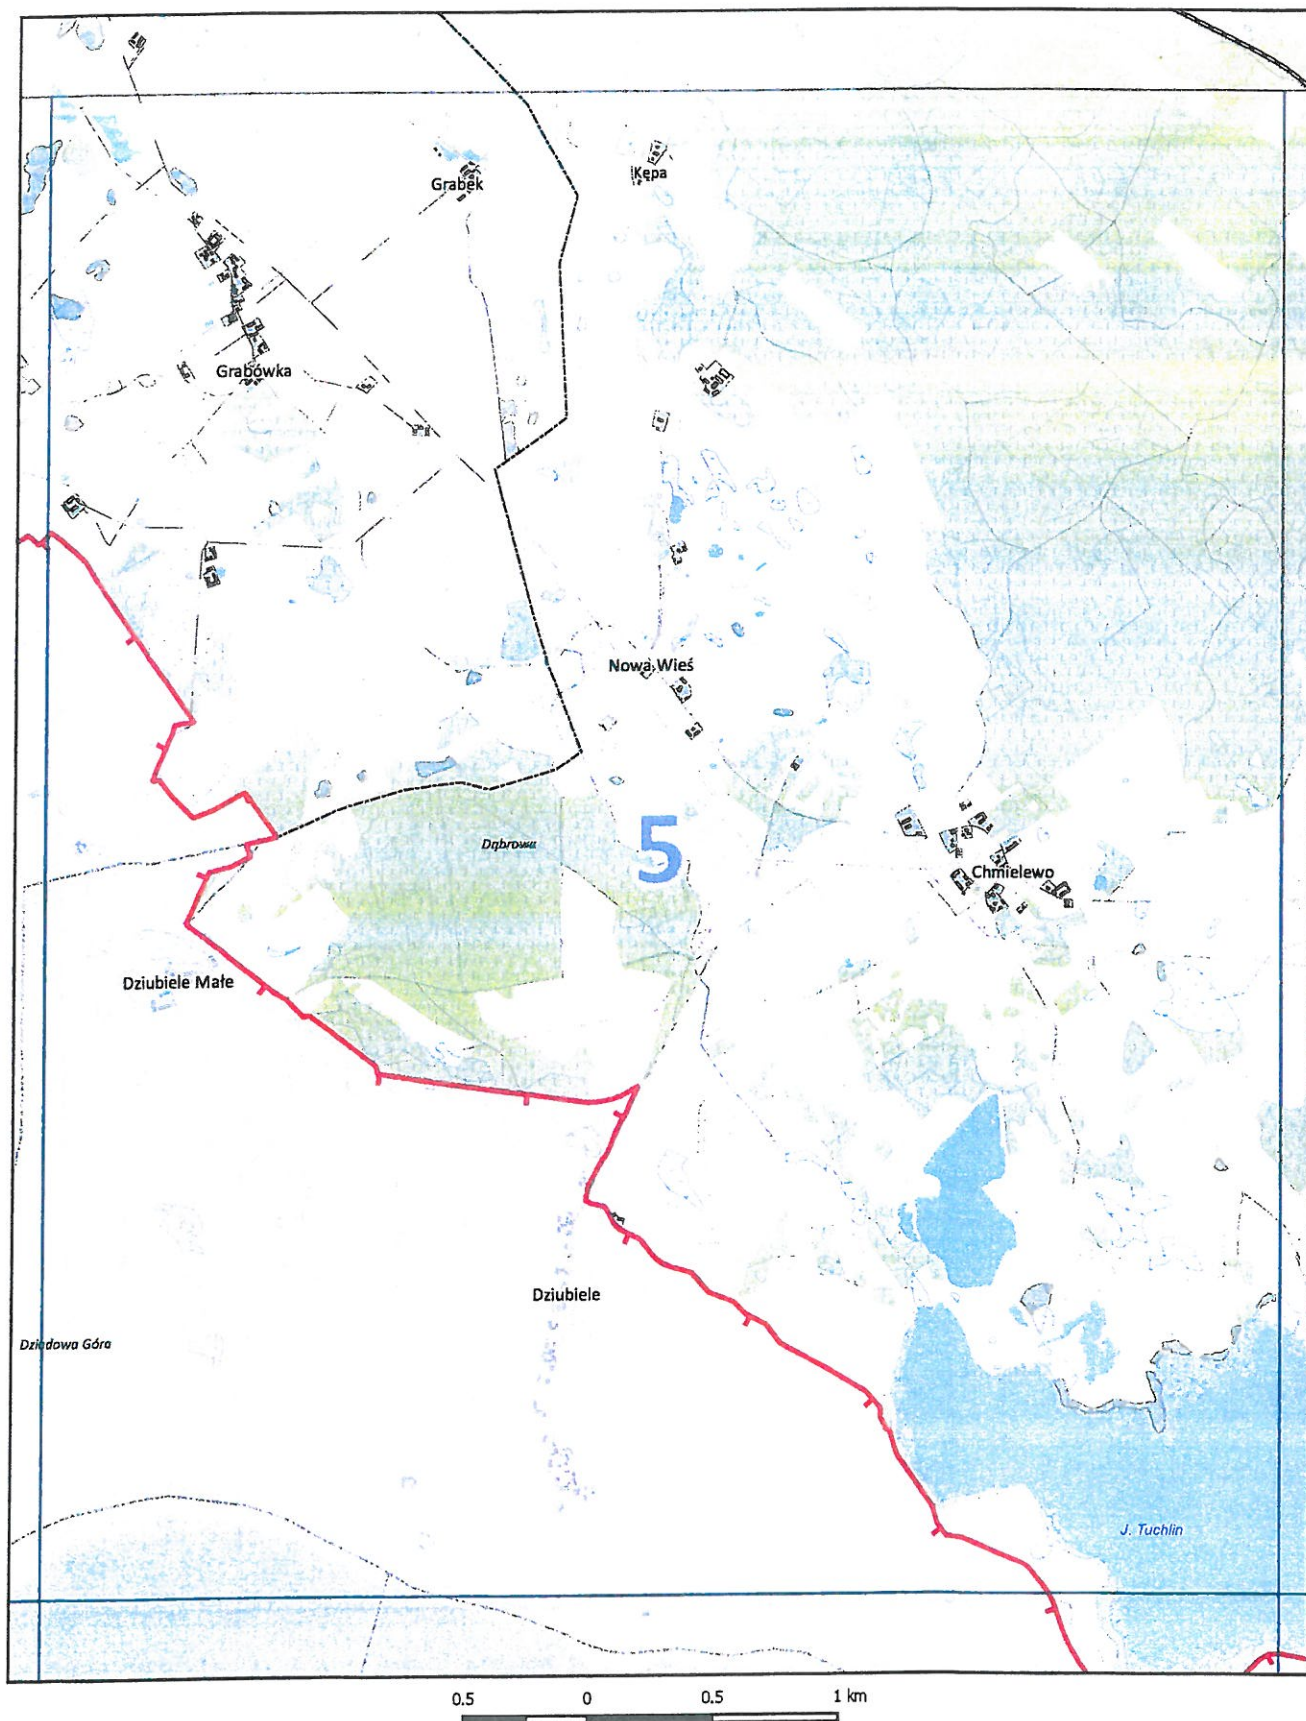 Grabek
Kępa
Grabówka
Nowa Wieś
5
Dąbrowa
Chmielewo
Dziubiele Małe
Dziubiele
Dziadowa Góra
J. Tuchlin
0.5 0 0.5 1 km